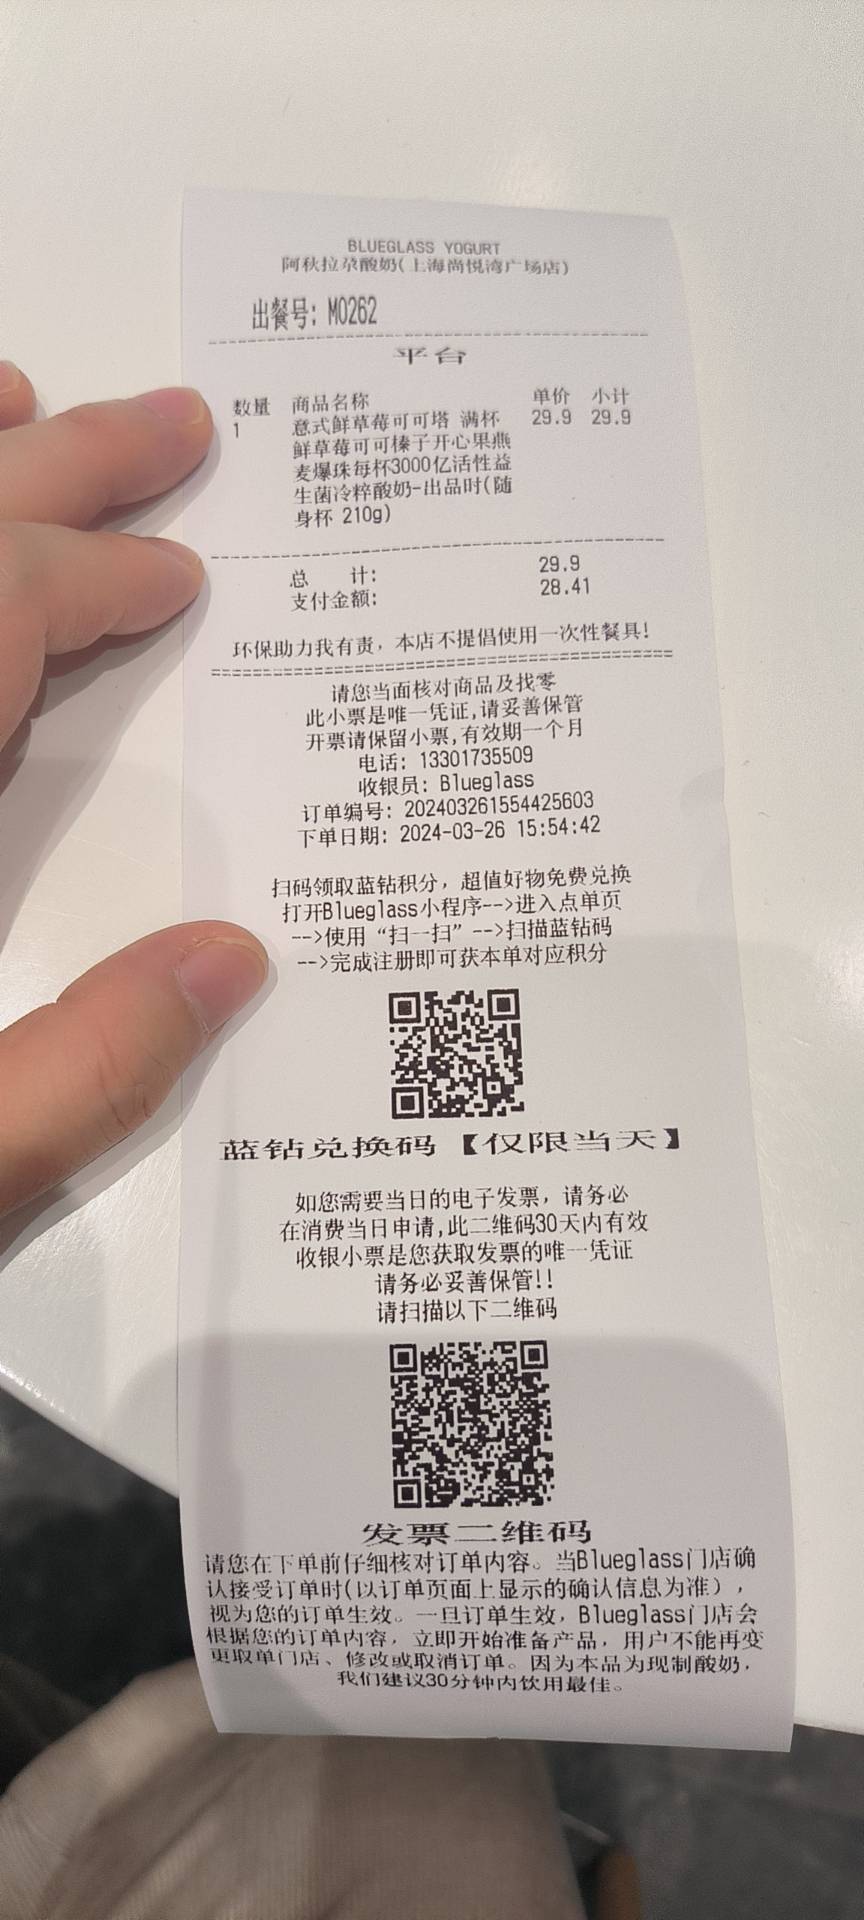 BLUEGLASS YOGURT
阿秋拉尕酸奶(上海尚悦湾广场店)
出餐号: M0262
平台
数量 商品名称 单价 小计
1 意式鲜草莓可可塔 满杯 29.9 29.9
鲜草莓可可榛子开心果燕
麦爆珠每杯3000亿活性益
生菌冷粹酸奶-出品时(随
身杯 210g)
总 计: 29.9
支付金额: 28.41
环保助力我有责，本店不提倡使用一次性餐具!
请您当面核对商品及找零
此小票是唯一凭证,请妥善保管
开票请保留小票,有效期一个月
电话: 13301735509
收银员: Blueglass
订单编号: 202403261554425603
下单日期: 2024-03-26 15:54:42
扫码领取蓝钻积分，超值好物免费兑换
打开Blueglass小程序-->进入点单页
-->使用“扫一扫”-->扫描蓝钻码
-->完成注册即可获本单对应积分
蓝钻兑换码【仅限当天】
如您需要当日的电子发票，请务必
在消费当日申请,此二维码30天内有效
收银小票是您获取发票的唯一凭证
请务必妥善保管!!
请扫描以下二维码
发票二维码
请您在下单前仔细核对订单内容。当Blueglass门店确
认接受订单时(以订单页面上显示的确认信息为准)，
视为您的订单生效。一旦订单生效，Blueglass门店会
根据您的订单内容，立即开始准备产品，用户不能再变
更取单门店、修改或取消订单。因为本品为现制酸奶，
我们建议30分钟内饮用最佳。